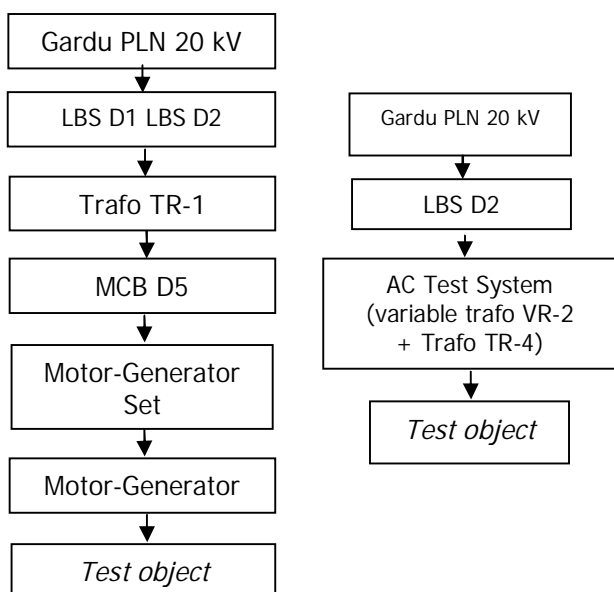 Gardu PLN 20 kV
LBS D1 LBS D2
Trafo TR-1
MCB D5
Motor-Generator
Set
Motor-Generator
Test object
Gardu PLN 20 kV
LBS D2
AC Test System
(variable trafo VR-2
+ Trafo TR-4)
Test object